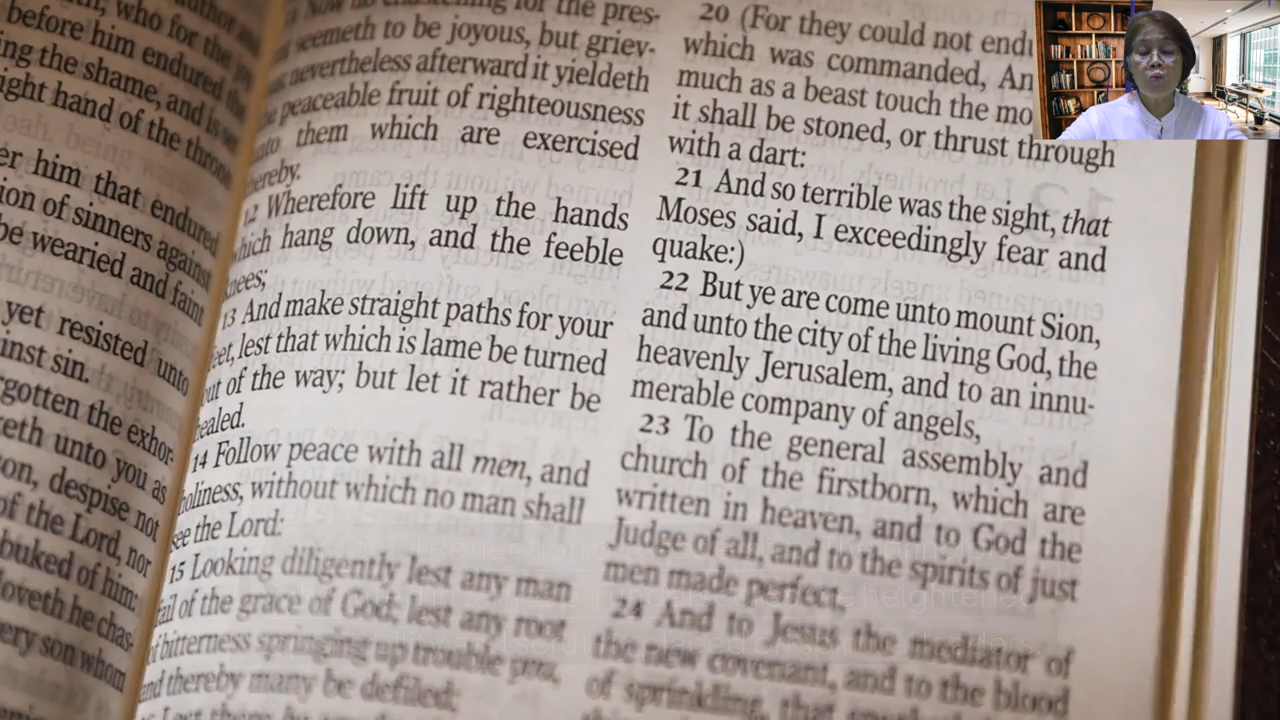 who for the
before him endured the
ing the shame, and is set
ight hand of the throne
er him that endured
ion of sinners against
be wearied and faint
yet resisted unto
inst sin.
gotten the exhor-
eth unto you as
on, despise not
of the Lord, nor
buked of him:
loveth he chas-
ery son whom
for the pres-
seemeth to be joyous, but griev-
nevertheless afterward it yieldeth
peaceable fruit of righteousness
them which are exercised
hereby.
12 Wherefore lift up the hands
hich hang down, and the feeble
nees;
13 And make straight paths for your
feet, lest that which is lame be turned
out of the way; but let it rather be
healed.
14 Follow peace with all men, and
holiness, without which no man shall
see the Lord:
15 Looking diligently lest any man
fail of the grace of God; lest any root
of bitterness springing up trouble you,
and thereby many be defiled;
20 (For they could not end
which was commanded, An
much as a beast touch the mo
it shall be stoned, or thrust through
with a dart:
21 And so terrible was the sight, that
Moses said, I exceedingly fear and
quake:)
22 But ye are come unto mount Sion,
and unto the city of the living God, the
heavenly Jerusalem, and to an innu-
merable company of angels,
23 To the general assembly and
church of the firstborn, which are
written in heaven, and to God the
Judge of all, and to the spirits of just
men made perfect,
24 And to Jesus the mediator of
the new covenant, and to the blood
of sprinkling, that